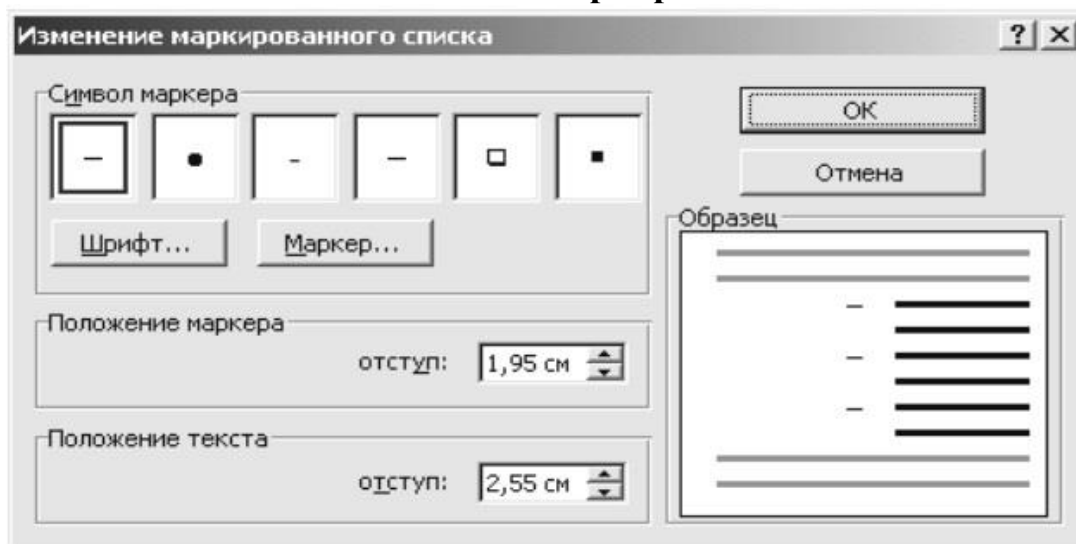 Изменение маркированного списка
Символ маркера
Шрифт...
Маркер...
Положение маркера
отступ: 1,95 см
Положение текста
отступ: 2,55 см
ОК
Отмена
Образец